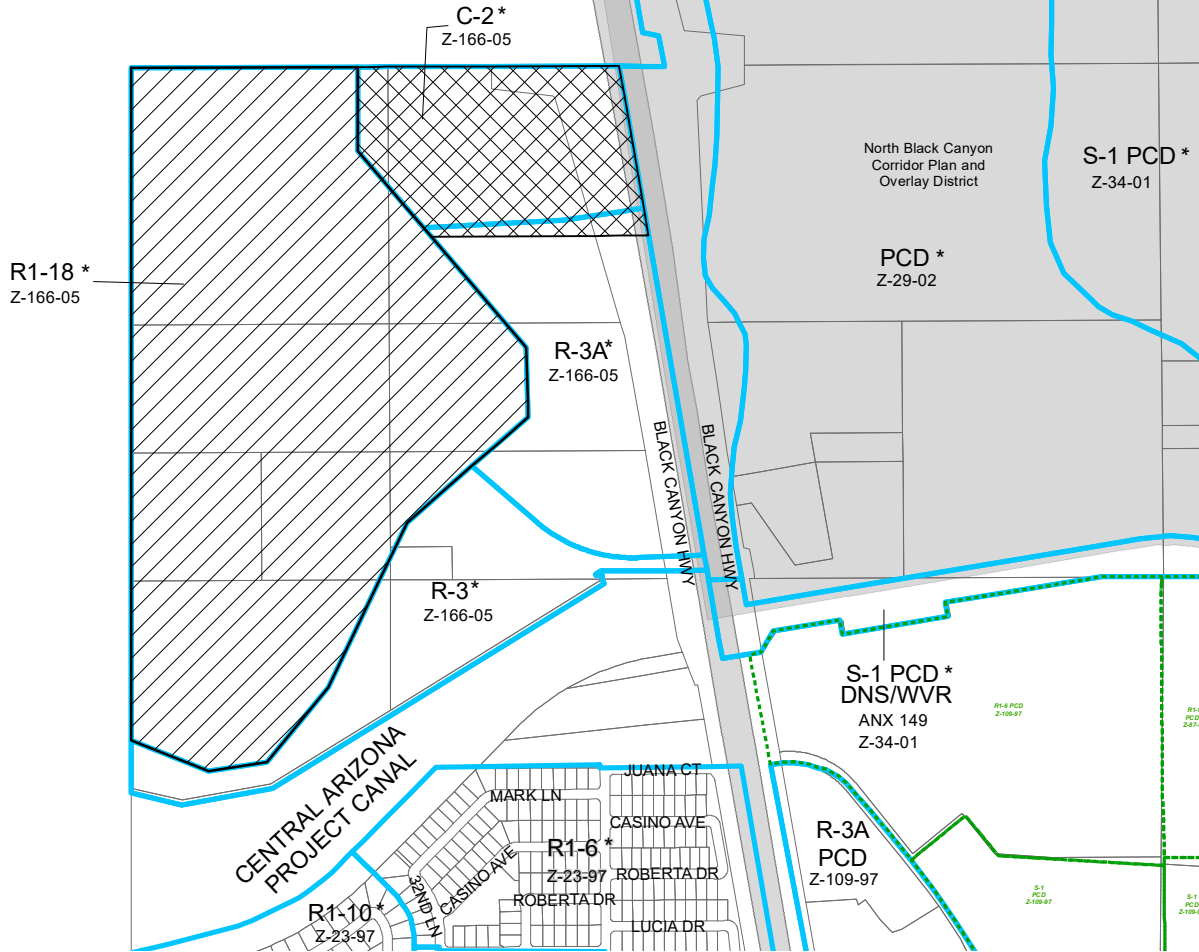 C-2 *
Z-166-05
North Black Canyon
Corridor Plan and
Overlay District
S-1 PCD *
Z-34-01
PCD *
Z-29-02
R1-18 *
Z-166-05
R-3A*
Z-166-05
BLACK CANYON HWY
BLACK CANYON HWY
R-3*
Z-166-05
S-1 PCD *
DNS/WVR
ANX 149
Z-34-01
R1-6 PCD
Z-109-97
PCD
CENTRAL ARIZONA
PROJECT CANAL
JUANA CT
MARK LN
CASINO AVE
R1-6 *
Z-23-97
ROBERTA DR
CASINO AVE
32ND LN
ROBERTA DR
R1-10 *
Z-23-97
LUCIA DR
R-3A
PCD
Z-109-97
S-1
PCD
Z-109-97
S-1
PCD